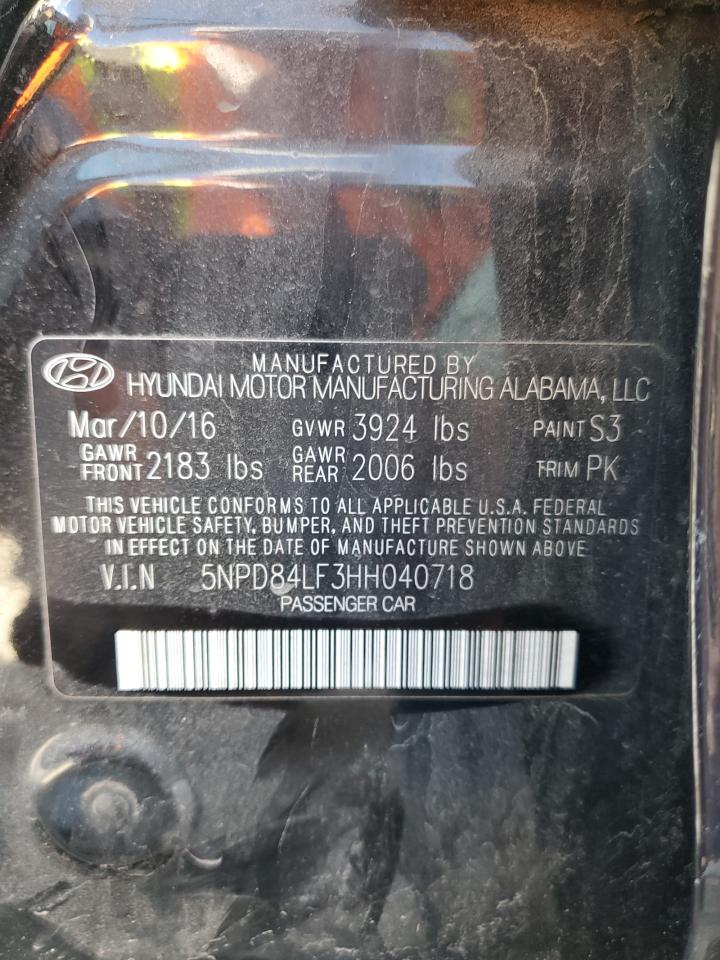 MANUFACTURED BY
HYUNDAI MOTOR MANUFACTURING ALABAMA, LLC
Mar/10/16 GVWR 3924 lbs PAINT S3
GAWR FRONT 2183 lbs GAWR REAR 2006 lbs TRIM PK
THIS VEHICLE CONFORMS TO ALL APPLICABLE U.S.A. FEDERAL
MOTOR VEHICLE SAFETY, BUMPER, AND THEFT PREVENTION STANDARDS
IN EFFECT ON THE DATE OF MANUFACTURE SHOWN ABOVE
V.I.N 5NPD84LF3HH040718
PASSENGER CAR